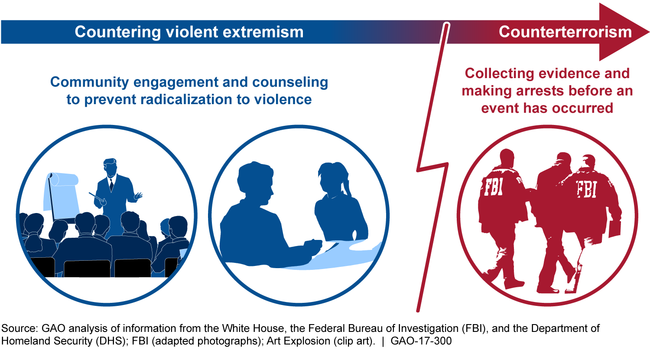 Countering violent extremism
Counterterrorism
Community engagement and counseling
to prevent radicalization to violence
Collecting evidence and
making arrests before an
event has occurred
FBI
FBI
Source: GAO analysis of information from the White House, the Federal Bureau of Investigation (FBI), and the Department of
Homeland Security (DHS); FBI (adapted photographs); Art Explosion (clip art).  |  GAO-17-300